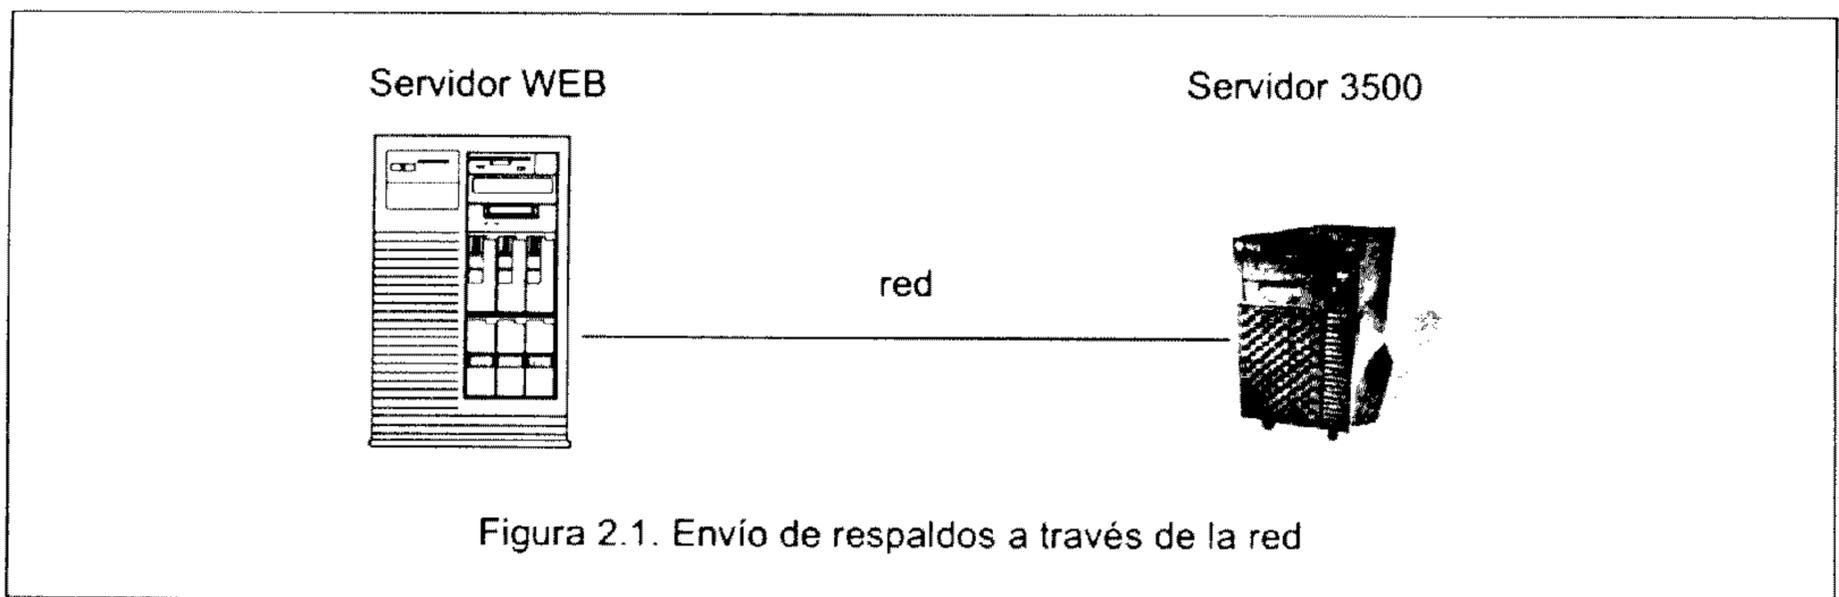 Servidor WEB
Servidor 3500
red
Figura 2.1. Envío de respaldos a través de la red